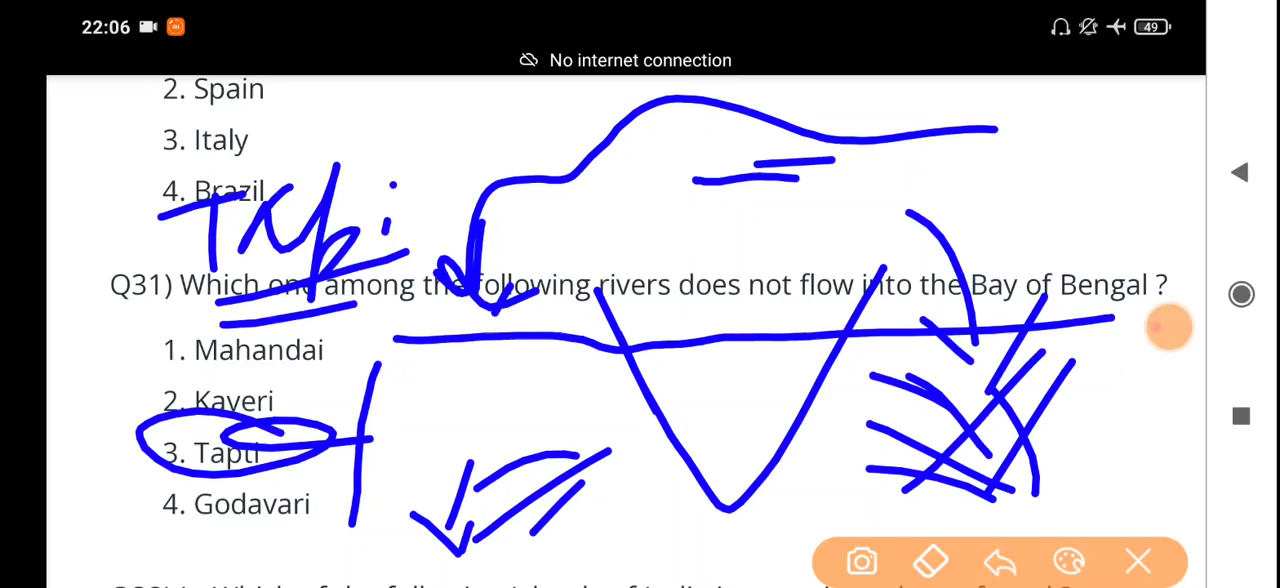 22:06 49
No internet connection
2. Spain
3. Italy
4. Brazil
Tapi
Q31) Which one among the following rivers does not flow into the Bay of Bengal ?
1. Mahandai
2. Kaveri
3. Tapti
4. Godavari